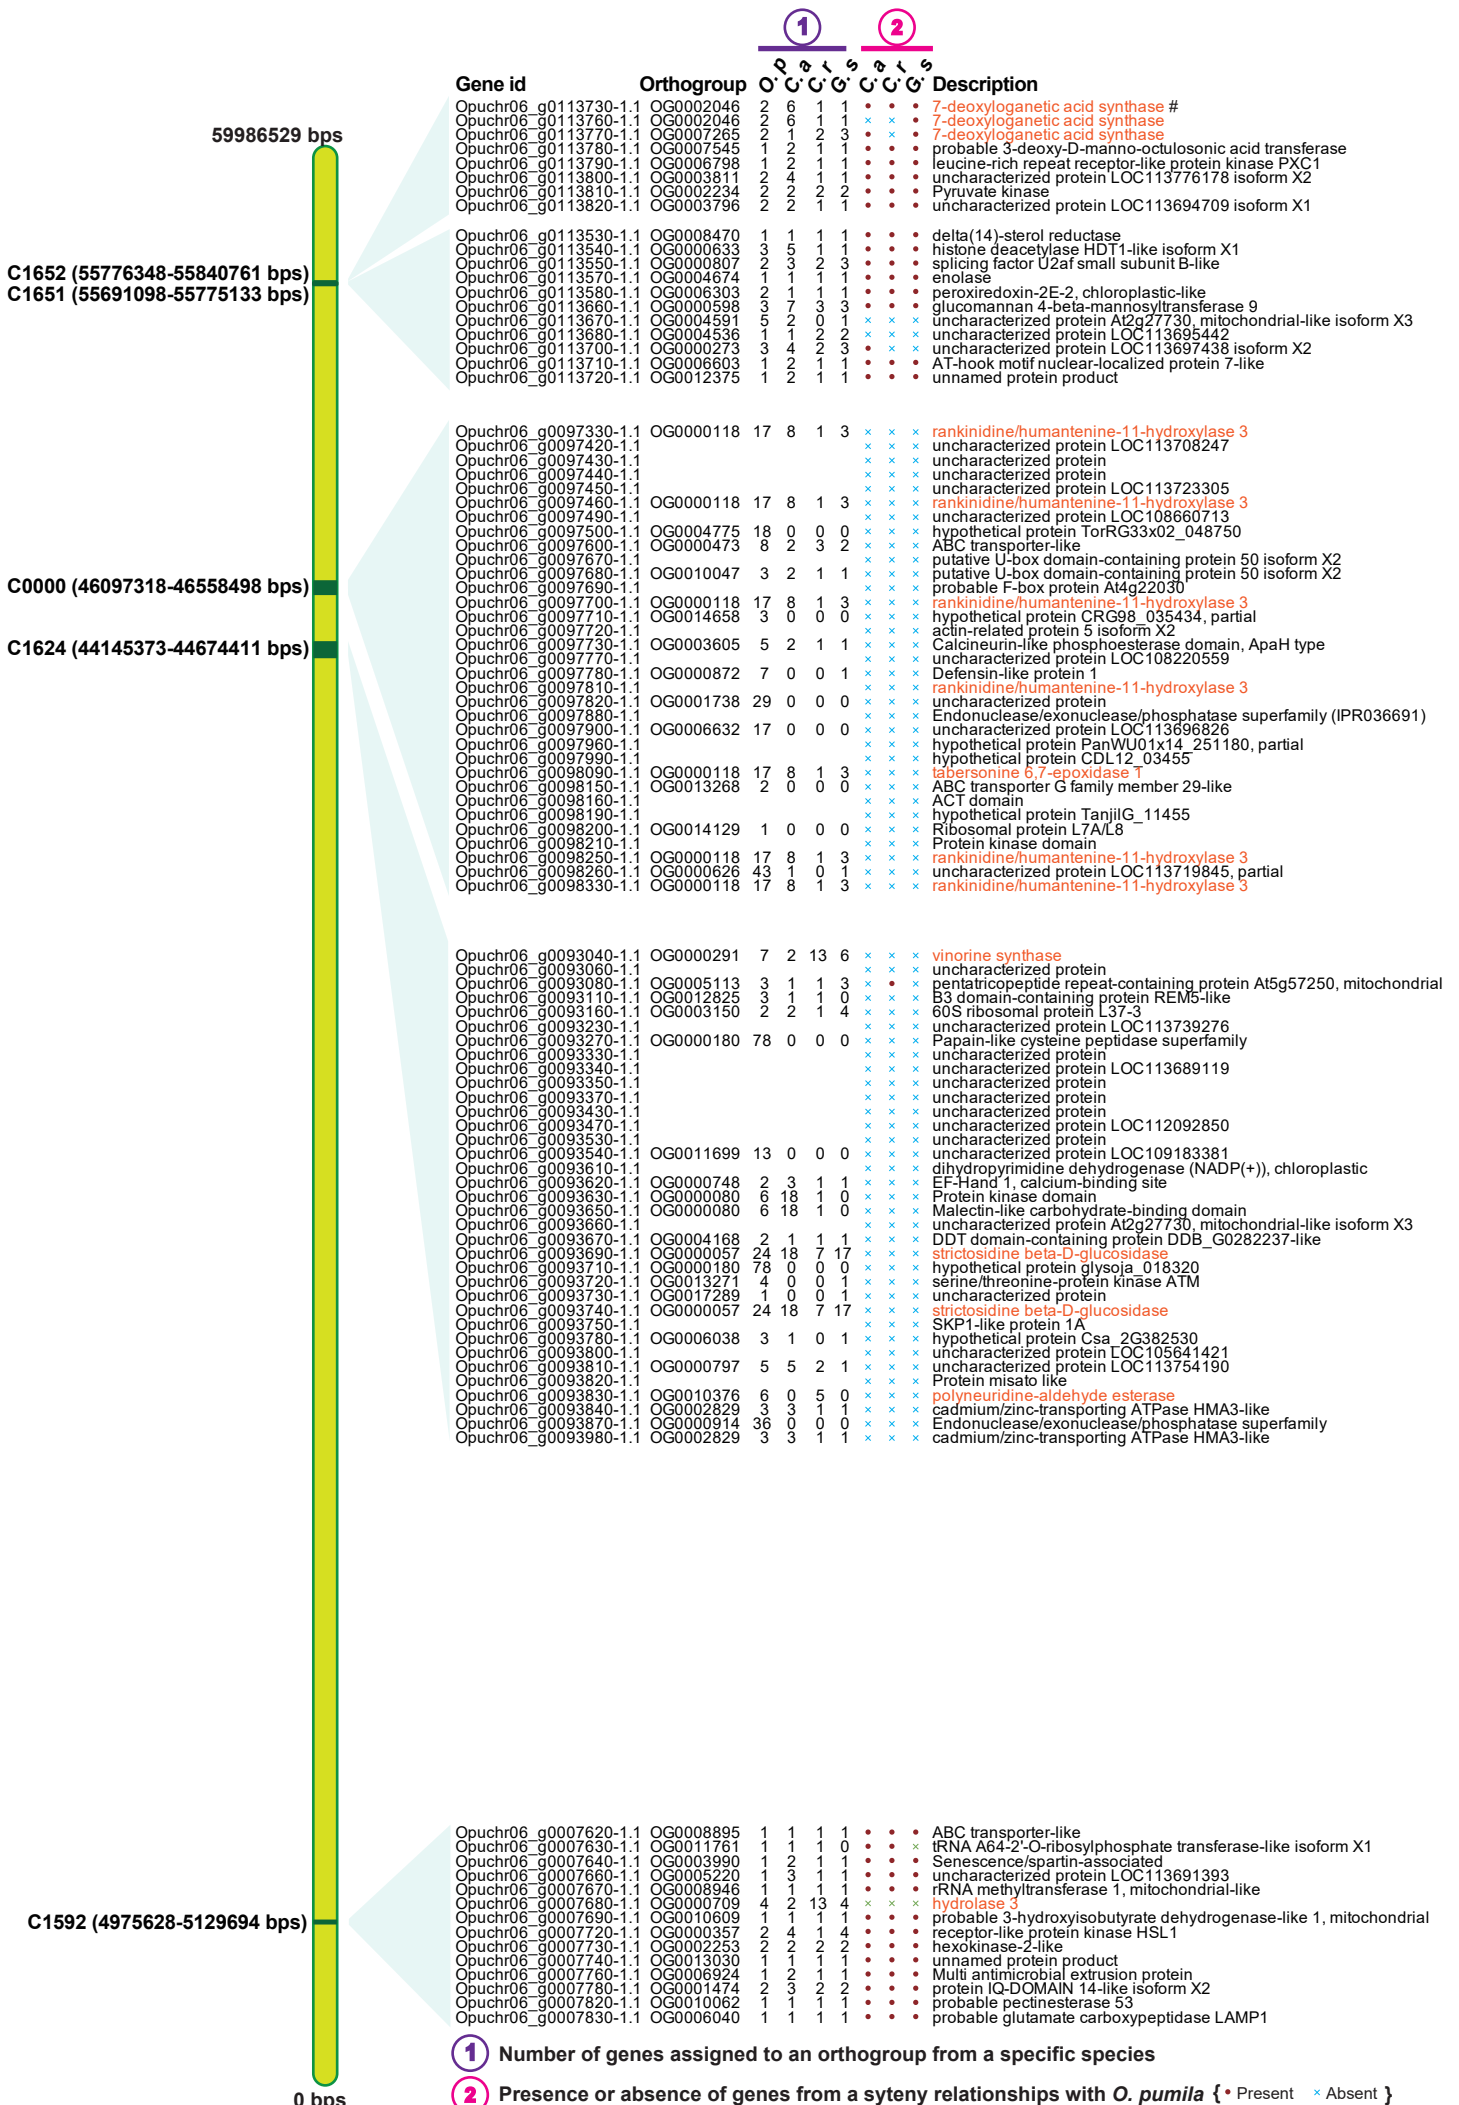 1 2
O. p C. a C. r G. s C. a C. r G. s
Gene id Orthogroup Description
Opuchr06_g0113730-1.1 OG0002046 2 6 1 1 • • • 7-deoxyloganetic acid synthase #
Opuchr06_g0113760-1.1 OG0002046 2 6 1 1 × × • 7-deoxyloganetic acid synthase
Opuchr06_g0113770-1.1 OG0007265 2 1 2 3 • × • 7-deoxyloganetic acid synthase
Opuchr06_g0113780-1.1 OG0007545 1 2 1 1 • • • probable 3-deoxy-D-manno-octulosonic acid transferase
Opuchr06_g0113790-1.1 OG0006798 1 2 1 1 • • • leucine-rich repeat receptor-like protein kinase PXC1
Opuchr06_g0113800-1.1 OG0003811 2 4 1 1 • • • uncharacterized protein LOC113776178 isoform X2
Opuchr06_g0113810-1.1 OG0002234 2 2 2 2 • • • Pyruvate kinase
Opuchr06_g0113820-1.1 OG0003796 2 2 1 1 • • • uncharacterized protein LOC113694709 isoform X1
59986529 bps
Opuchr06_g0113530-1.1 OG0008470 1 1 1 1 • • • delta(14)-sterol reductase
Opuchr06_g0113540-1.1 OG0000633 3 5 1 1 • • • histone deacetylase HDT1-like isoform X1
Opuchr06_g0113550-1.1 OG0000807 2 3 2 3 • • • splicing factor U2af small subunit B-like
Opuchr06_g0113570-1.1 OG0004674 1 1 1 1 • • • enolase
Opuchr06_g0113580-1.1 OG0006303 2 1 1 1 • • • peroxiredoxin-2E-2, chloroplastic-like
Opuchr06_g0113660-1.1 OG0000598 3 7 3 3 • • • glucomannan 4-beta-mannosyltransferase 9
Opuchr06_g0113670-1.1 OG0004591 5 2 0 1 × × × uncharacterized protein At2g27730, mitochondrial-like isoform X3
Opuchr06_g0113680-1.1 OG0004536 1 1 2 2 × × × uncharacterized protein LOC113695442
Opuchr06_g0113700-1.1 OG0000273 3 4 2 3 • × × uncharacterized protein LOC113697438 isoform X2
Opuchr06_g0113710-1.1 OG0006603 1 2 1 1 • • • AT-hook motif nuclear-localized protein 7-like
Opuchr06_g0113720-1.1 OG0012375 1 2 1 1 • • • unnamed protein product
C1652 (55776348-55840761 bps)
C1651 (55691098-55775133 bps)
Opuchr06_g0097330-1.1 OG0000118 17 8 1 3 × × × rankinidine/humantenine-11-hydroxylase 3
Opuchr06_g0097420-1.1 × × × uncharacterized protein LOC113708247
Opuchr06_g0097430-1.1 × × × uncharacterized protein
Opuchr06_g0097440-1.1 × × × uncharacterized protein
Opuchr06_g0097450-1.1 × × × uncharacterized protein LOC113723305
Opuchr06_g0097460-1.1 OG0000118 17 8 1 3 × × × rankinidine/humantenine-11-hydroxylase 3
Opuchr06_g0097490-1.1 × × × uncharacterized protein LOC108660713
Opuchr06_g0097500-1.1 OG0004775 18 0 0 0 × × × hypothetical protein TorRG33x02_048750
Opuchr06_g0097600-1.1 OG0000473 8 2 3 2 × × × ABC transporter-like
Opuchr06_g0097670-1.1 × × × putative U-box domain-containing protein 50 isoform X2
Opuchr06_g0097680-1.1 OG0010047 3 2 1 1 × × × putative U-box domain-containing protein 50 isoform X2
Opuchr06_g0097690-1.1 × × × probable F-box protein At4g22030
Opuchr06_g0097700-1.1 OG0000118 17 8 1 3 × × × rankinidine/humantenine-11-hydroxylase 3
Opuchr06_g0097710-1.1 OG0014658 3 0 0 0 × × × hypothetical protein CRG98_035434, partial
Opuchr06_g0097720-1.1 × × × actin-related protein 5 isoform X2
Opuchr06_g0097730-1.1 OG0003605 5 2 1 1 × × × Calcineurin-like phosphoesterase domain, ApaH type
Opuchr06_g0097770-1.1 × × × uncharacterized protein LOC108220559
Opuchr06_g0097780-1.1 OG0000872 7 0 0 1 × × × Defensin-like protein 1
Opuchr06_g0097810-1.1 × × × rankinidine/humantenine-11-hydroxylase 3
Opuchr06_g0097820-1.1 OG0001738 29 0 0 0 × × × uncharacterized protein
Opuchr06_g0097880-1.1 × × × Endonuclease/exonuclease/phosphatase superfamily (IPR036691)
Opuchr06_g0097900-1.1 OG0006632 17 0 0 0 × × × uncharacterized protein LOC113696826
Opuchr06_g0097960-1.1 × × × hypothetical protein PanWU01x14_251180, partial
Opuchr06_g0097990-1.1 × × × hypothetical protein CDL12_03455
Opuchr06_g0098090-1.1 OG0000118 17 8 1 3 × × × tabersonine 6,7-epoxidase 1
Opuchr06_g0098150-1.1 OG0013268 2 0 0 0 × × × ABC transporter G family member 29-like
Opuchr06_g0098160-1.1 × × × ACT domain
Opuchr06_g0098190-1.1 × × × hypothetical protein TanjilG_11455
Opuchr06_g0098200-1.1 OG0014129 1 0 0 0 × × × Ribosomal protein L7A/L8
Opuchr06_g0098210-1.1 × × × Protein kinase domain
Opuchr06_g0098250-1.1 OG0000118 17 8 1 3 × × × rankinidine/humantenine-11-hydroxylase 3
Opuchr06_g0098260-1.1 OG0000626 43 1 0 1 × × × uncharacterized protein LOC113719845, partial
Opuchr06_g0098330-1.1 OG0000118 17 8 1 3 × × × rankinidine/humantenine-11-hydroxylase 3
C0000 (46097318-46558498 bps)
C1624 (44145373-44674411 bps)
Opuchr06_g0093040-1.1 OG0000291 7 2 13 6 × × × vinorine synthase
Opuchr06_g0093060-1.1 × × × uncharacterized protein
Opuchr06_g0093080-1.1 OG0005113 3 1 1 3 × • × pentatricopeptide repeat-containing protein At5g57250, mitochondrial
Opuchr06_g0093110-1.1 OG0012825 3 1 1 0 × × × B3 domain-containing protein REM5-like
Opuchr06_g0093160-1.1 OG0003150 2 2 1 4 × × × 60S ribosomal protein L37-3
Opuchr06_g0093230-1.1 × × × uncharacterized protein LOC113739276
Opuchr06_g0093270-1.1 OG0000180 78 0 0 0 × × × Papain-like cysteine peptidase superfamily
Opuchr06_g0093330-1.1 × × × uncharacterized protein
Opuchr06_g0093340-1.1 × × × uncharacterized protein LOC113689119
Opuchr06_g0093350-1.1 × × × uncharacterized protein
Opuchr06_g0093370-1.1 × × × uncharacterized protein
Opuchr06_g0093430-1.1 × × × uncharacterized protein
Opuchr06_g0093470-1.1 × × × uncharacterized protein LOC112092850
Opuchr06_g0093530-1.1 × × × uncharacterized protein
Opuchr06_g0093540-1.1 OG0011699 13 0 0 0 × × × uncharacterized protein LOC109183381
Opuchr06_g0093610-1.1 × × × dihydropyrimidine dehydrogenase (NADP(+)), chloroplastic
Opuchr06_g0093620-1.1 OG0000748 2 3 1 1 × × × EF-Hand 1, calcium-binding site
Opuchr06_g0093630-1.1 OG0000080 6 18 1 0 × × × Protein kinase domain
Opuchr06_g0093650-1.1 OG0000080 6 18 1 0 × × × Malectin-like carbohydrate-binding domain
Opuchr06_g0093660-1.1 × × × uncharacterized protein At2g27730, mitochondrial-like isoform X3
Opuchr06_g0093670-1.1 OG0004168 2 1 1 1 × × × DDT domain-containing protein DDB_G0282237-like
Opuchr06_g0093690-1.1 OG0000057 24 18 7 17 × × × strictosidine beta-D-glucosidase
Opuchr06_g0093710-1.1 OG0000180 78 0 0 0 × × × hypothetical protein glysoja_018320
Opuchr06_g0093720-1.1 OG0013271 4 0 0 1 × × × serine/threonine-protein kinase ATM
Opuchr06_g0093730-1.1 OG0017289 1 0 0 1 × × × uncharacterized protein
Opuchr06_g0093740-1.1 OG0000057 24 18 7 17 × × × strictosidine beta-D-glucosidase
Opuchr06_g0093750-1.1 × × × SKP1-like protein 1A
Opuchr06_g0093780-1.1 OG0006038 3 1 0 1 × × × hypothetical protein Csa_2G382530
Opuchr06_g0093800-1.1 × × × uncharacterized protein LOC105641421
Opuchr06_g0093810-1.1 OG0000797 5 5 2 1 × × × uncharacterized protein LOC113754190
Opuchr06_g0093820-1.1 × × × Protein misato like
Opuchr06_g0093830-1.1 OG0010376 6 0 5 0 × × × polyneuridine-aldehyde esterase
Opuchr06_g0093840-1.1 OG0002829 3 3 1 1 × × × cadmium/zinc-transporting ATPase HMA3-like
Opuchr06_g0093870-1.1 OG0000914 36 0 0 0 × × × Endonuclease/exonuclease/phosphatase superfamily
Opuchr06_g0093980-1.1 OG0002829 3 3 1 1 × × × cadmium/zinc-transporting ATPase HMA3-like
Opuchr06_g0007620-1.1 OG0008895 1 1 1 1 • • • ABC transporter-like
Opuchr06_g0007630-1.1 OG0011761 1 1 1 0 • • × tRNA A64-2'-O-ribosylphosphate transferase-like isoform X1
Opuchr06_g0007640-1.1 OG0003990 1 2 1 1 • • • Senescence/spartin-associated
Opuchr06_g0007660-1.1 OG0005220 1 3 1 1 • • • uncharacterized protein LOC113691393
Opuchr06_g0007670-1.1 OG0008946 1 1 1 1 • • • rRNA methyltransferase 1, mitochondrial-like
Opuchr06_g0007680-1.1 OG0000709 4 2 13 4 × × × hydrolase 3
Opuchr06_g0007690-1.1 OG0010609 1 1 1 1 • • • probable 3-hydroxyisobutyrate dehydrogenase-like 1, mitochondrial
Opuchr06_g0007720-1.1 OG0000357 2 4 1 4 • • • receptor-like protein kinase HSL1
Opuchr06_g0007730-1.1 OG0002253 2 2 2 2 • • • hexokinase-2-like
Opuchr06_g0007740-1.1 OG0013030 1 1 1 1 • • • unnamed protein product
Opuchr06_g0007760-1.1 OG0006924 1 2 1 1 • • • Multi antimicrobial extrusion protein
Opuchr06_g0007780-1.1 OG0001474 2 3 2 2 • • • protein IQ-DOMAIN 14-like isoform X2
Opuchr06_g0007820-1.1 OG0010062 1 1 1 1 • • • probable pectinesterase 53
Opuchr06_g0007830-1.1 OG0006040 1 1 1 1 • • • probable glutamate carboxypeptidase LAMP1
C1592 (4975628-5129694 bps)
1 Number of genes assigned to an orthogroup from a specific species
2 Presence or absence of genes from a syteny relationships with O. pumila { • Present × Absent }
0 bps